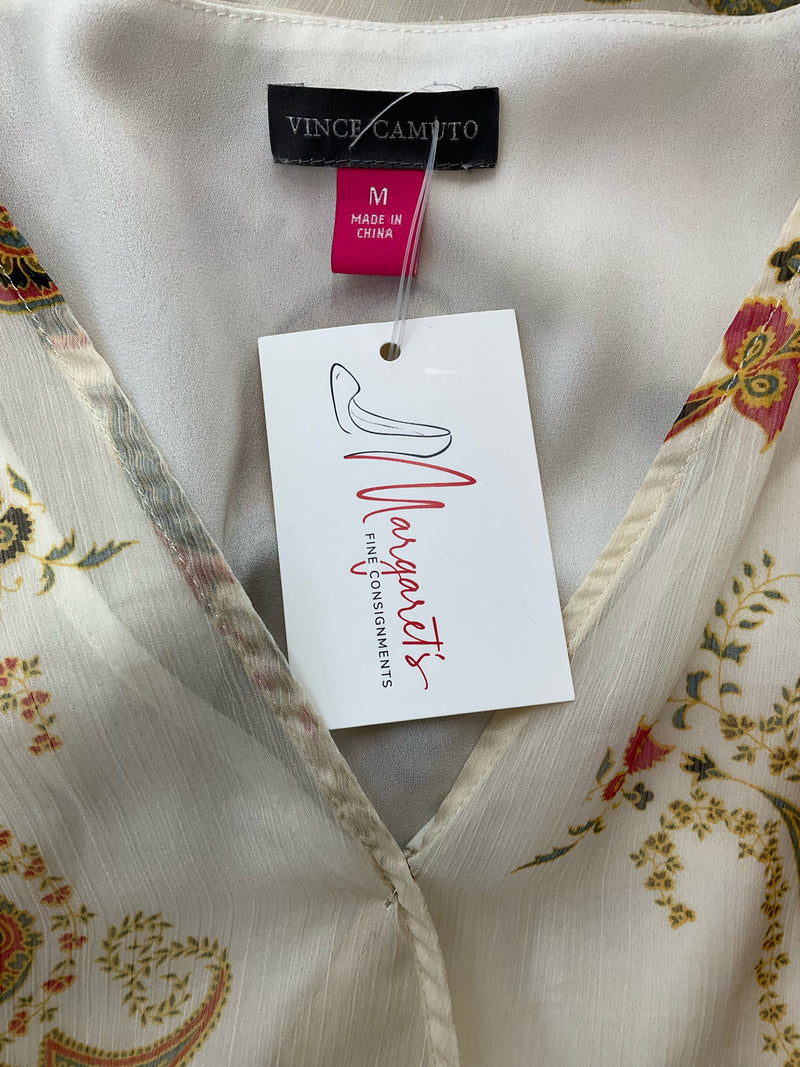 VINCE CAMUTO
M
MADE IN
CHINA
Margaret's
FINE CONSIGNMENTS